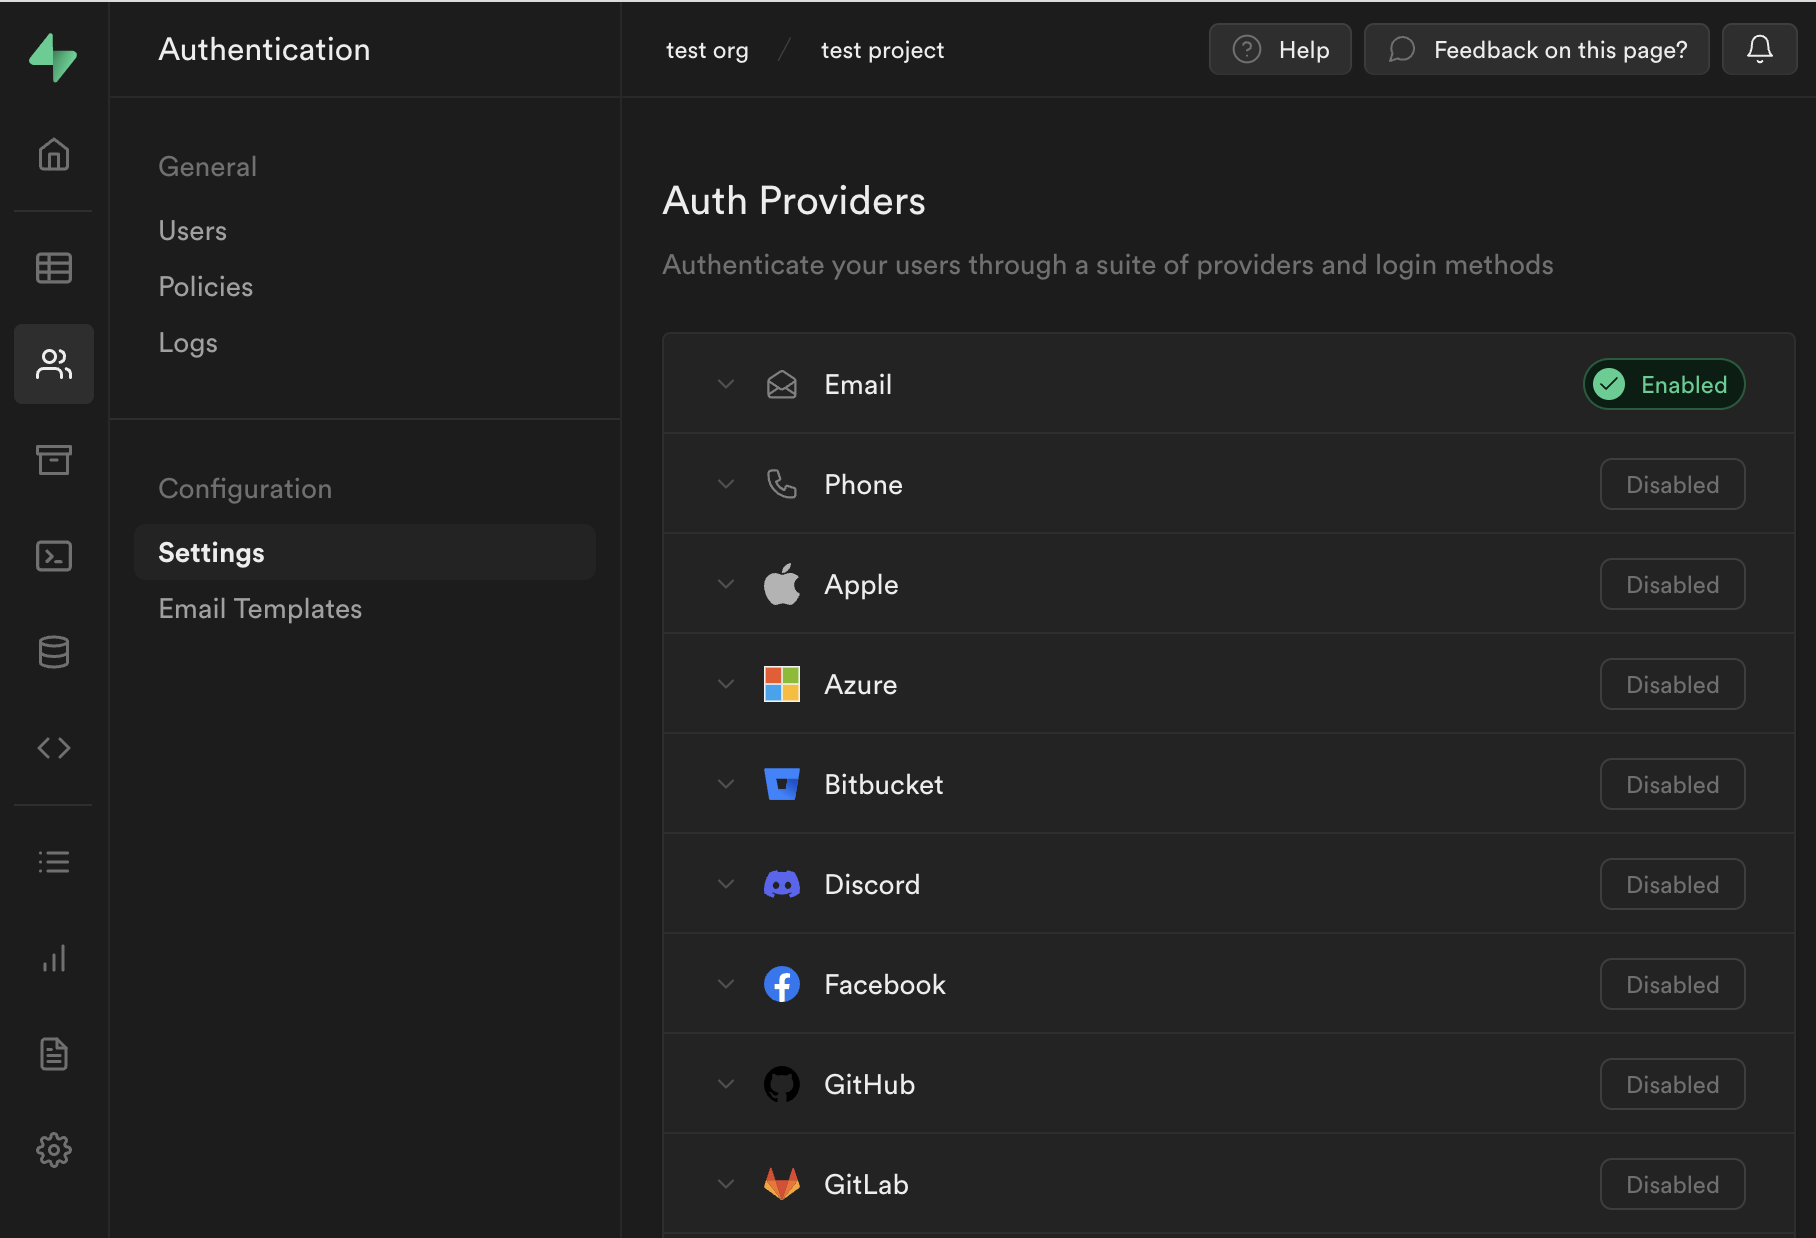 Authentication
test org / test project
Help
Feedback on this page?
General
Users
Policies
Logs
Configuration
Settings
Email Templates
Auth Providers
Authenticate your users through a suite of providers and login methods
Email Enabled
Phone Disabled
Apple Disabled
Azure Disabled
Bitbucket Disabled
Discord Disabled
Facebook Disabled
GitHub Disabled
GitLab Disabled